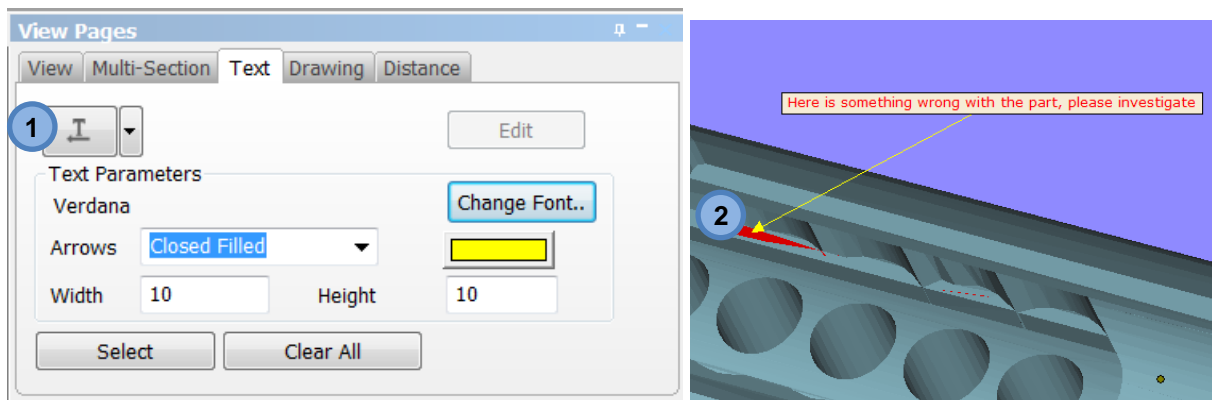 View Pages
View Multi-Section Text Drawing Distance
1 T Edit
Text Parameters
Verdana Change Font..
Arrows Closed Filled
Width 10 Height 10
Select Clear All
Here is something wrong with the part, please investigate
2